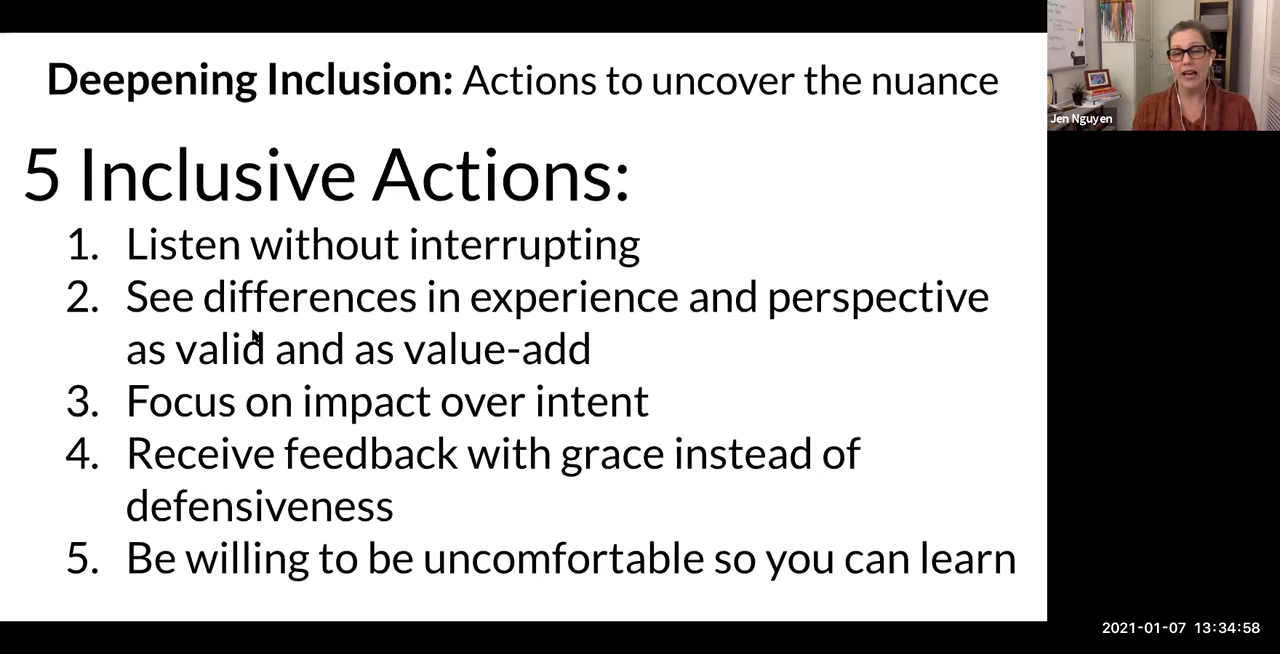 Deepening Inclusion: Actions to uncover the nuance
5 Inclusive Actions:
1. Listen without interrupting
2. See differences in experience and perspective
as valid and as value-add
3. Focus on impact over intent
4. Receive feedback with grace instead of
defensiveness
5. Be willing to be uncomfortable so you can learn
Jen Nguyen
2021-01-07 13:34:58